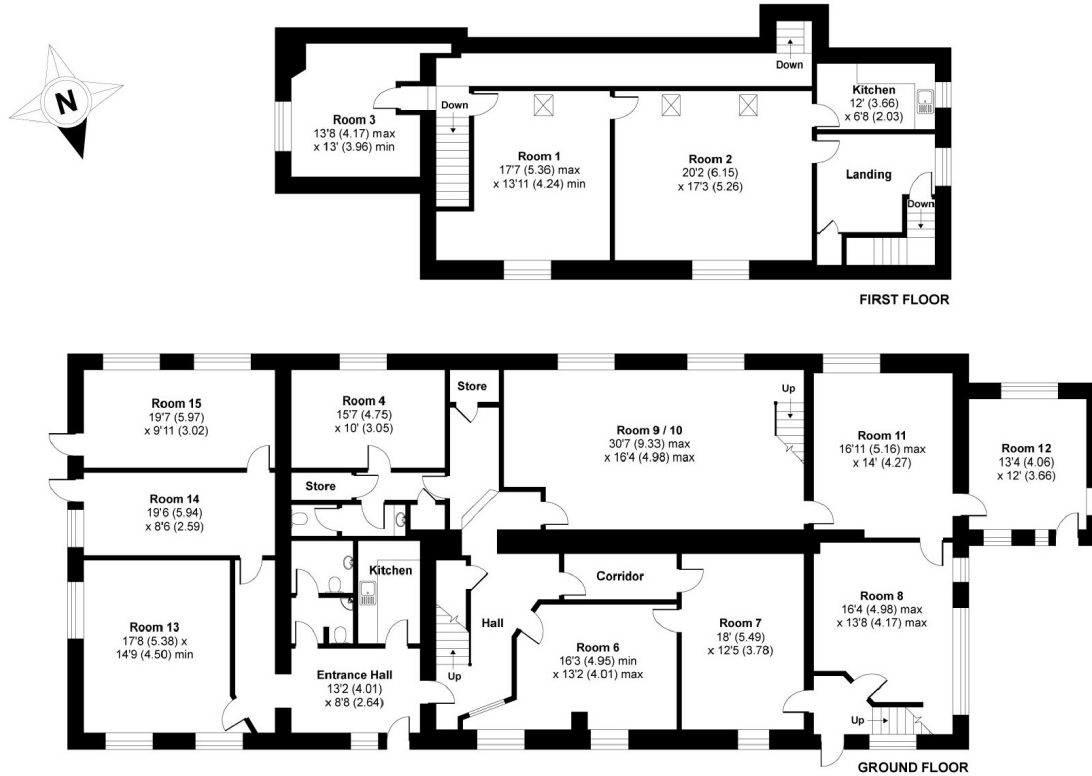 N
Down
Kitchen
12' (3.66)
x 6'8 (2.03)
Room 3
13'8 (4.17) max
x 13' (3.96) min
Down
Room 1
17'7 (5.36) max
x 13'11 (4.24) min
Room 2
20'2 (6.15)
x 17'3 (5.26)
Landing
Down
FIRST FLOOR
Room 15
19'7 (5.97)
x 9'11 (3.02)
Room 4
15'7 (4.75)
x 10' (3.05)
Store
Room 9 / 10
30'7 (9.33) max
x 16'4 (4.98) max
Up
Room 11
16'11 (5.16) max
x 14' (4.27)
Room 12
13'4 (4.06)
x 12' (3.66)
Store
Room 14
19'6 (5.94)
x 8'6 (2.59)
Kitchen
Corridor
Room 8
16'4 (4.98) max
x 13'8 (4.17) max
Room 13
17'8 (5.38) x
14'9 (4.50) min
Hall
Room 7
18' (5.49)
x 12'5 (3.78)
Room 6
16'3 (4.95) min
x 13'2 (4.01) max
Entrance Hall
13'2 (4.01)
x 8'8 (2.64)
Up
Up
GROUND FLOOR